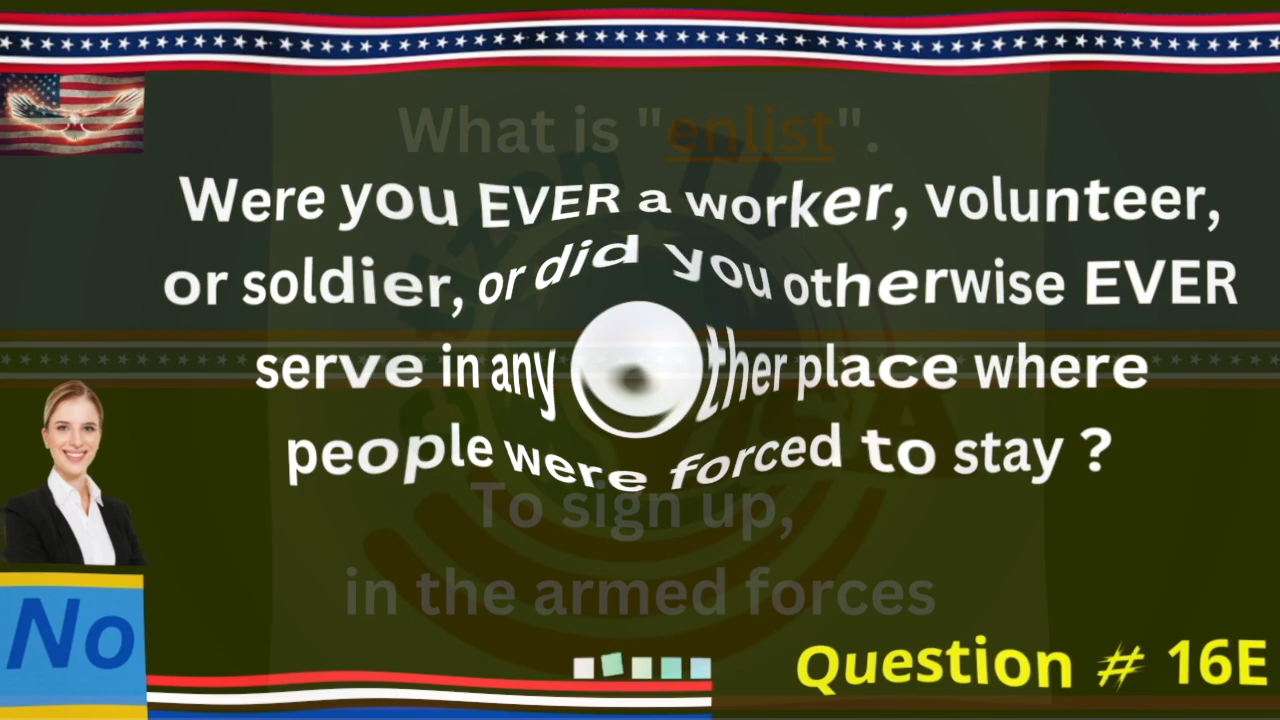 What is "enlist".
Were you EVER a worker, volunteer,
or soldier, or did you otherwise EVER
serve in any ther place where
people were forced to stay ?
To sign up,
in the armed forces
No
Question # 16E